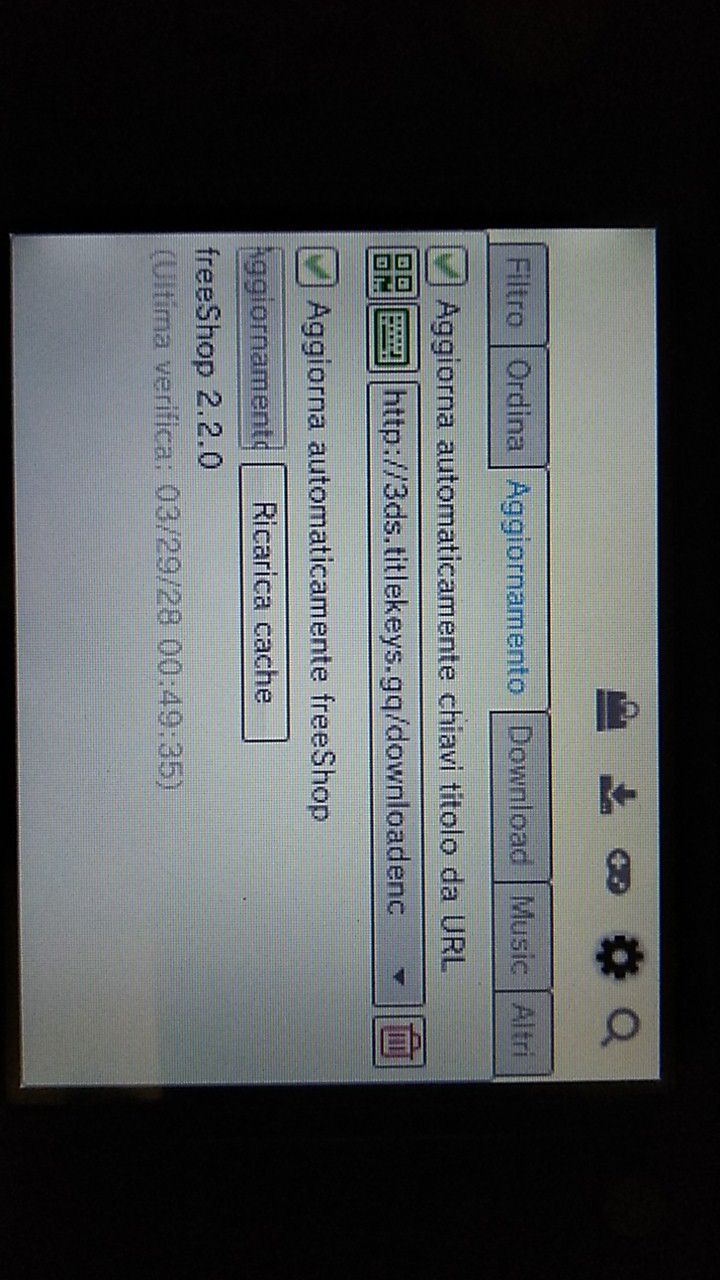 Filtro Ordina Aggiornamento Download Music Altri
Aggiorna automaticamente chiavi titolo da URL
http://3ds.titlekeys.gq/downloadenc
Aggiorna automaticamente freeShop
Aggiornamento Ricarica cache
freeShop 2.2.0
(Ultima verifica: 03/29/28 00:49:35)